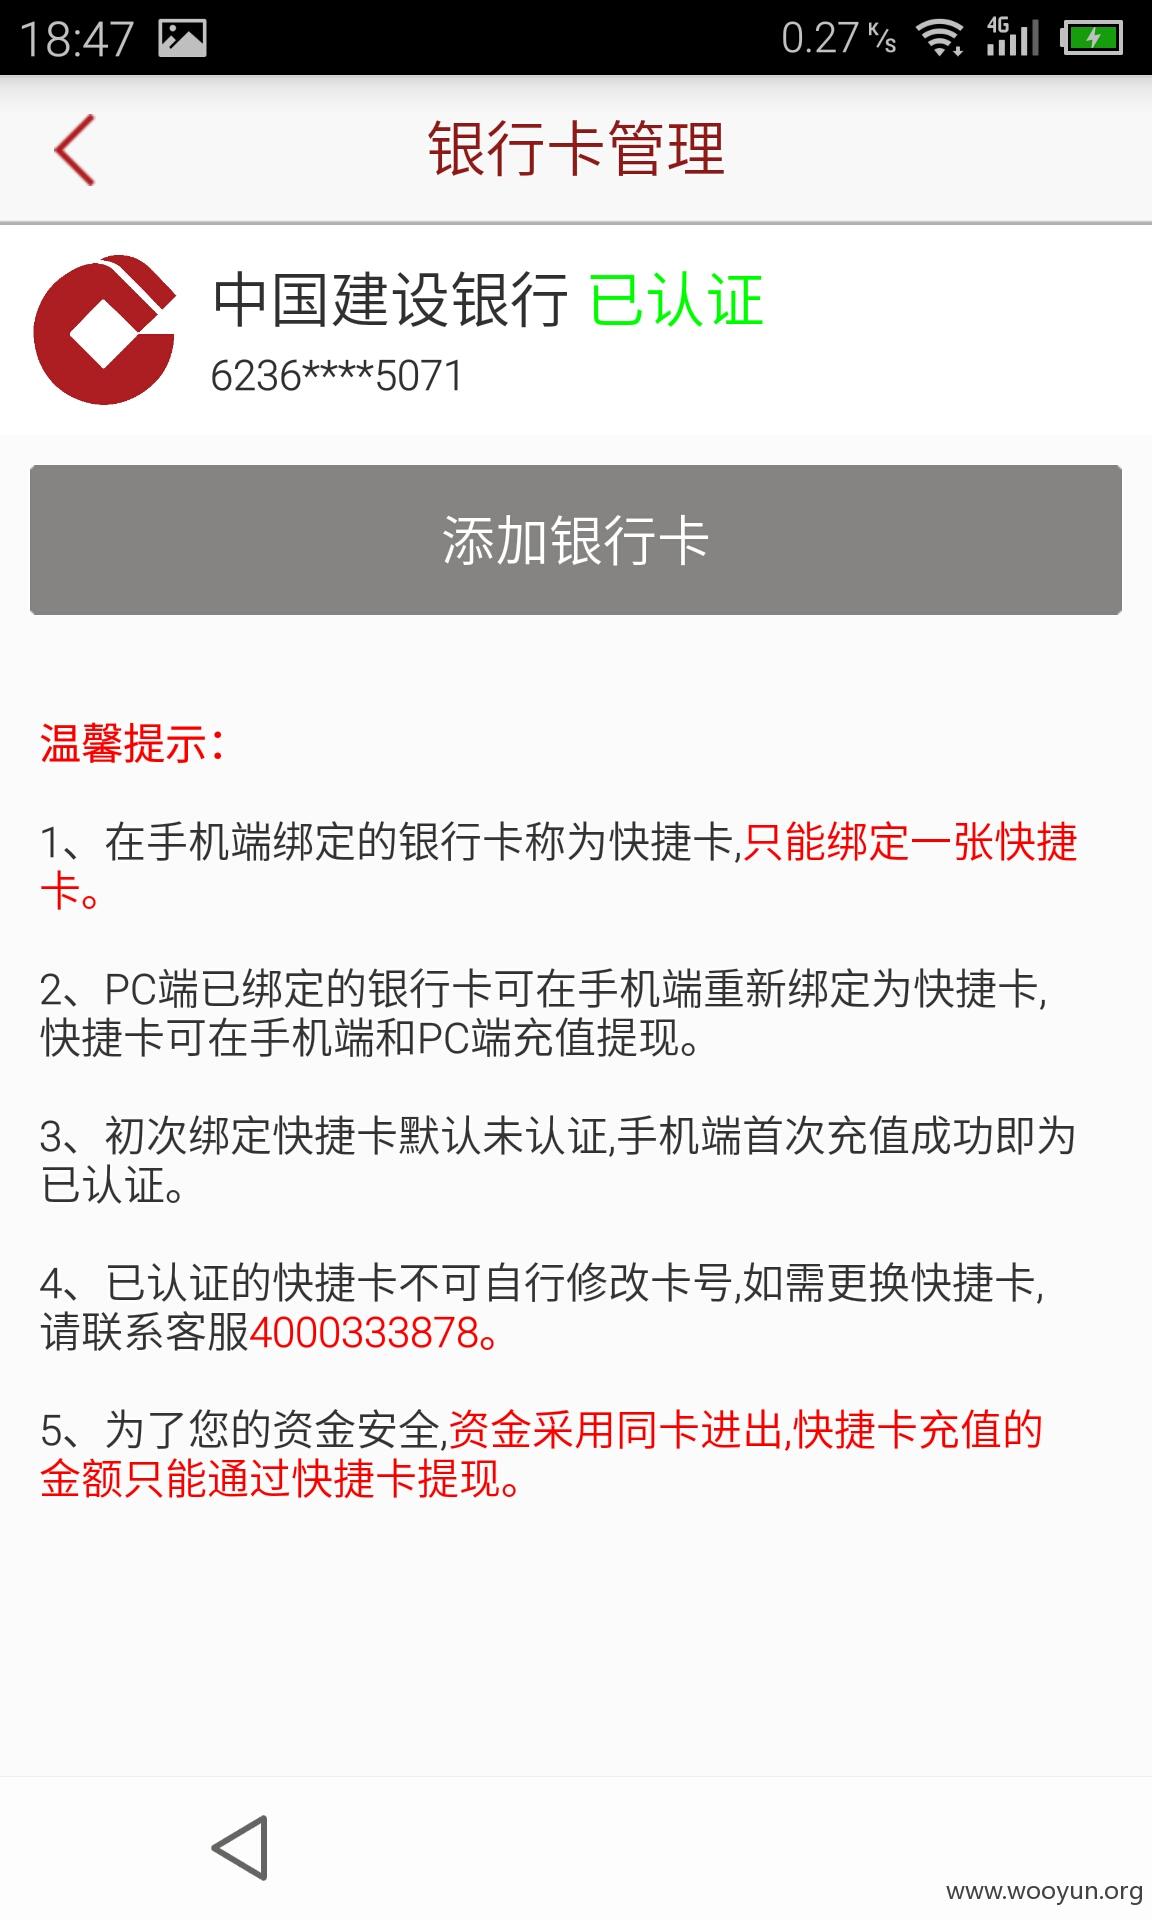 18:47
0.27 K/s
4G
银行卡管理
中国建设银行 已认证
6236****5071
添加银行卡
温馨提示：
1、在手机端绑定的银行卡称为快捷卡,只能绑定一张快捷
卡。
2、PC端已绑定的银行卡可在手机端重新绑定为快捷卡,
快捷卡可在手机端和PC端充值提现。
3、初次绑定快捷卡默认未认证,手机端首次充值成功即为
已认证。
4、已认证的快捷卡不可自行修改卡号,如需更换快捷卡,
请联系客服4000333878。
5、为了您的资金安全,资金采用同卡进出,快捷卡充值的
金额只能通过快捷卡提现。
www.wooyun.org